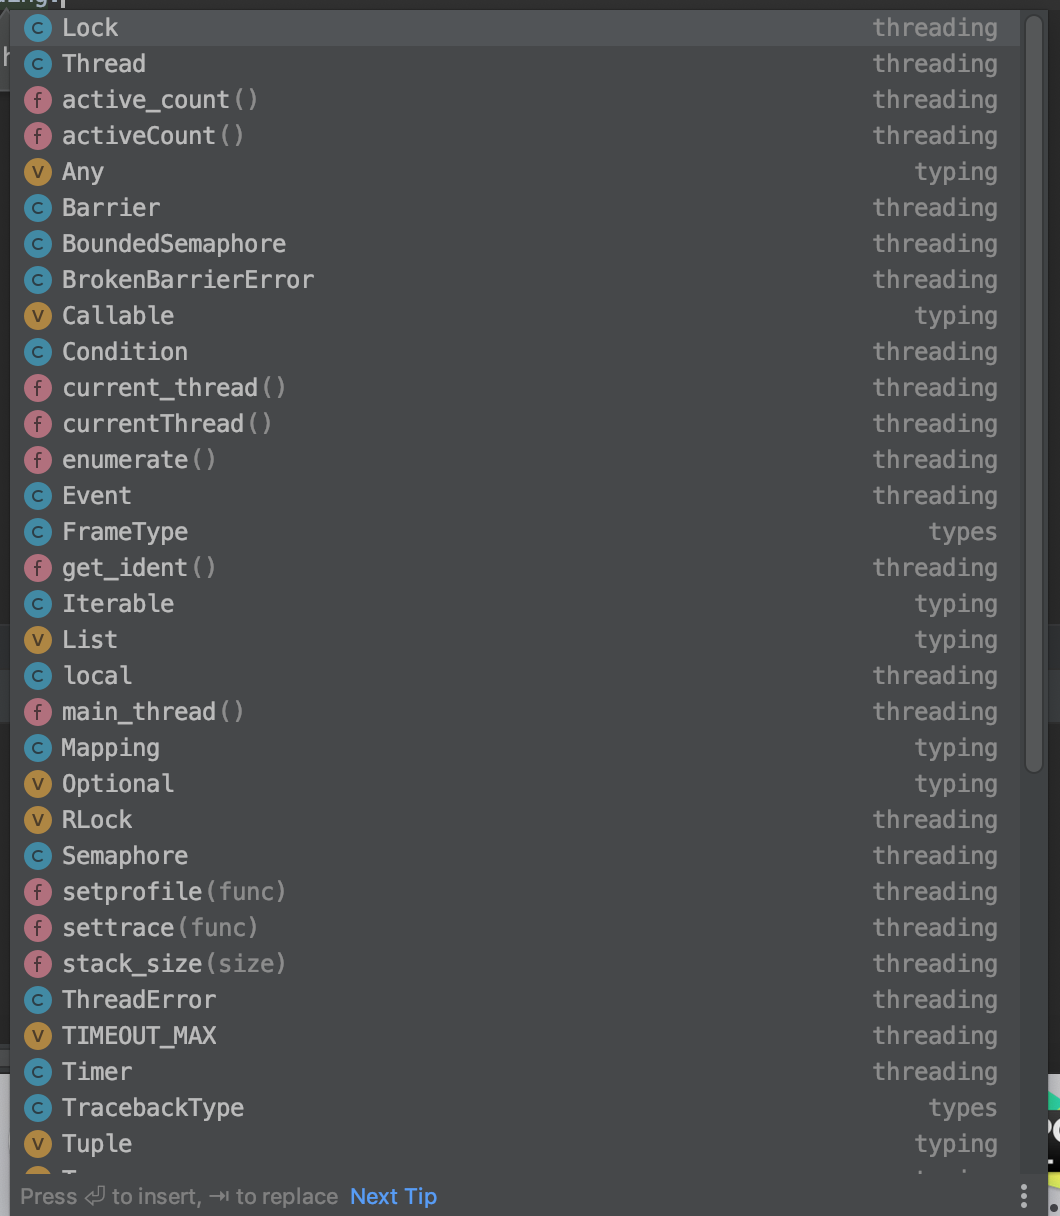 C Lock threading
C Thread threading
f active_count() threading
f activeCount() threading
V Any typing
C Barrier threading
C BoundedSemaphore threading
C BrokenBarrierError threading
V Callable typing
C Condition threading
f current_thread() threading
f currentThread() threading
f enumerate() threading
C Event threading
C FrameType types
f get_ident() threading
C Iterable typing
V List typing
C local threading
f main_thread() threading
C Mapping typing
V Optional typing
V RLock threading
C Semaphore threading
f setprofile(func) threading
f settrace(func) threading
f stack_size(size) threading
C ThreadError threading
V TIMEOUT_MAX threading
C Timer threading
C TracebackType types
V Tuple typing
Press ⏎ to insert, ⇥ to replace Next Tip